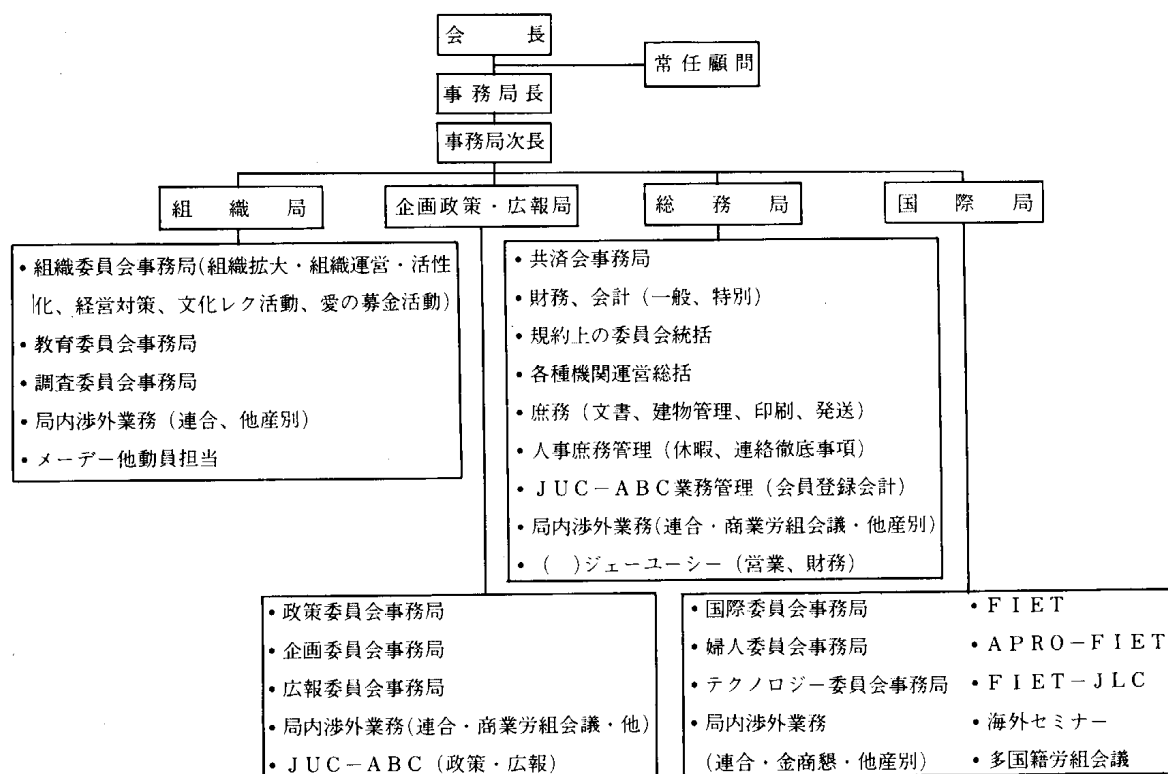 会長
常任顧問
事務局長
事務局次長
組織局
企画政策・広報局
総務局
国際局
• 組織委員会事務局(組織拡大・組織運営・活性
化、経営対策、文化レク活動、愛の募金活動)
• 教育委員会事務局
• 調査委員会事務局
• 局内渉外業務(連合、他産別)
• メーデー他動員担当
• 共済会事務局
• 財務、会計(一般、特別)
• 規約上の委員会統括
• 各種機関運営総括
• 庶務(文書、建物管理、印刷、発送)
• 人事庶務管理(休暇、連絡徹底事項)
• JUC-ABC業務管理(会員登録会計)
• 局内渉外業務(連合・商業労組会議・他産別)
• ( )ジェーユーシー(営業、財務)
• 政策委員会事務局
• 企画委員会事務局
• 広報委員会事務局
• 局内渉外業務(連合・商業労組会議・他)
• JUC-ABC(政策・広報)
• 国際委員会事務局
• 婦人委員会事務局
• テクノロジー委員会事務局
• 局内渉外業務
(連合・金商懇・他産別)
• FIET
• APRO-FIET
• FIET-JLC
• 海外セミナー
• 多国籍労組会議